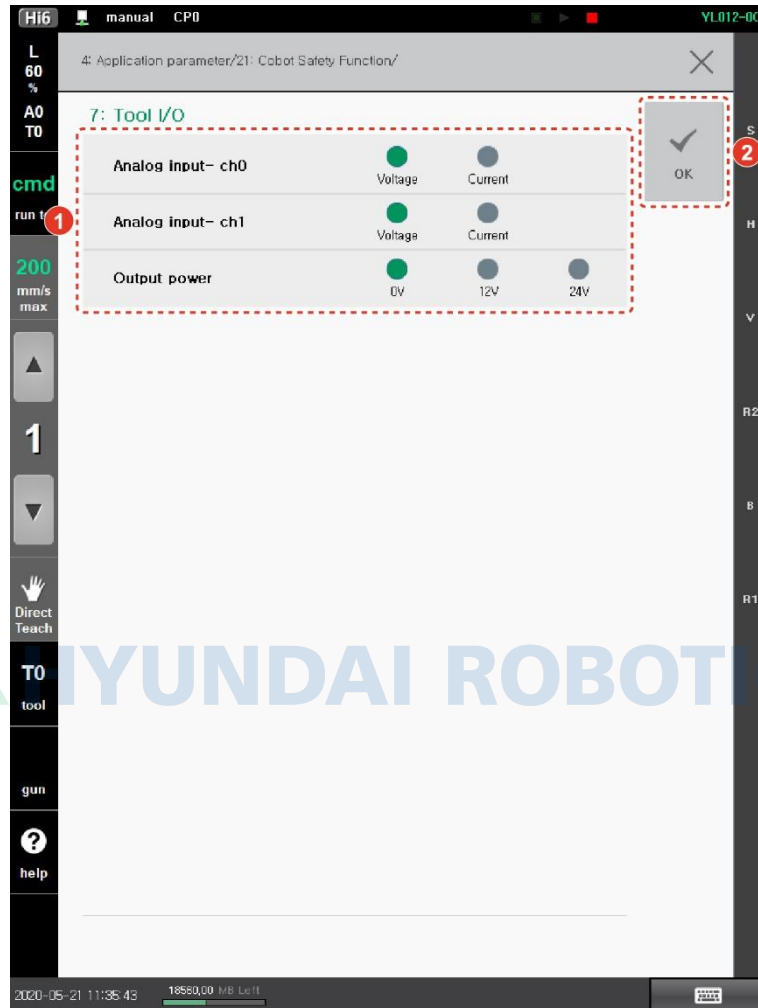 Hi6 manual CP0 YL012-0
4: Application parameter/21: Cobot Safety Function/
L
60
%
A0
T0
cmd
run t
200
mm/s
max
1
Direct
Teach
T0
tool
gun
help
7: Tool I/O
Analog input- ch0
Voltage Current
Analog input- ch1
Voltage Current
Output power
0V 12V 24V
1
OK
2
S
H
V
R2
B
R1
HYUNDAI ROBOTI
2020-05-21 11:35:43 18560,00 MB Left